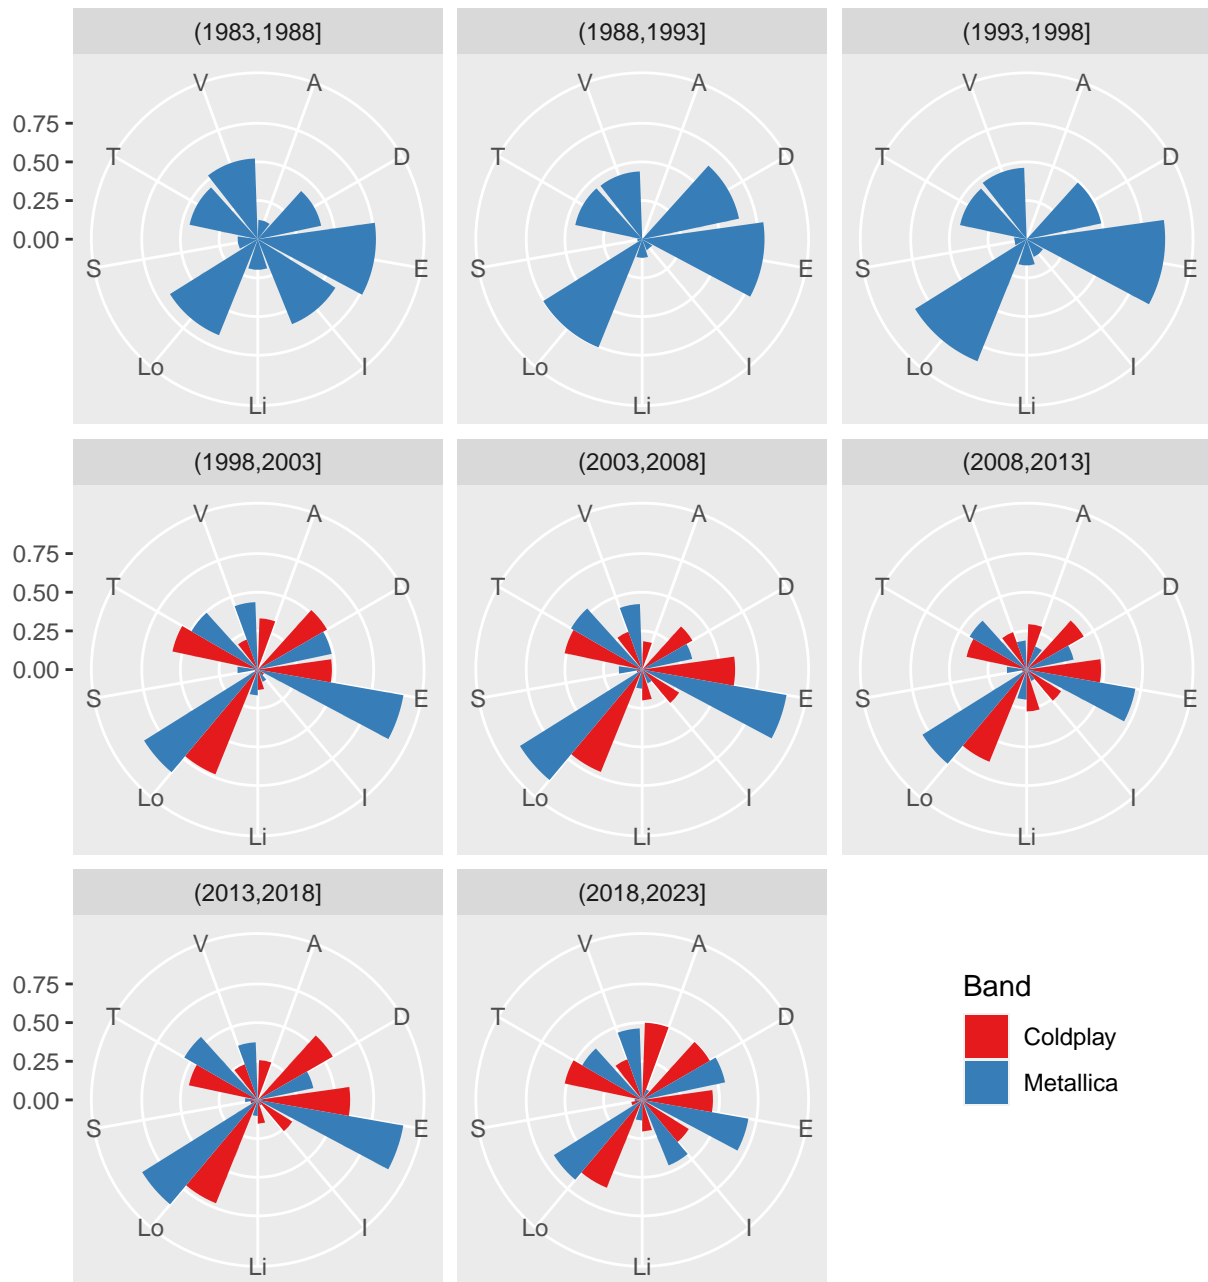 (1983,1988]
(1988,1993]
(1993,1998]
0.75
0.50
0.25
0.00
V
A
T
D
S
E
Lo
I
Li
V
A
T
D
S
E
Lo
I
Li
V
A
T
D
S
E
Lo
I
Li
(1998,2003]
(2003,2008]
(2008,2013]
0.75
0.50
0.25
0.00
V
A
T
D
S
E
Lo
I
Li
V
A
T
D
S
E
Lo
I
Li
V
A
T
D
S
E
Lo
I
Li
(2013,2018]
(2018,2023]
0.75
0.50
0.25
0.00
V
A
T
D
S
E
Lo
I
Li
V
A
T
D
S
E
Lo
I
Li
Band
Coldplay
Metallica